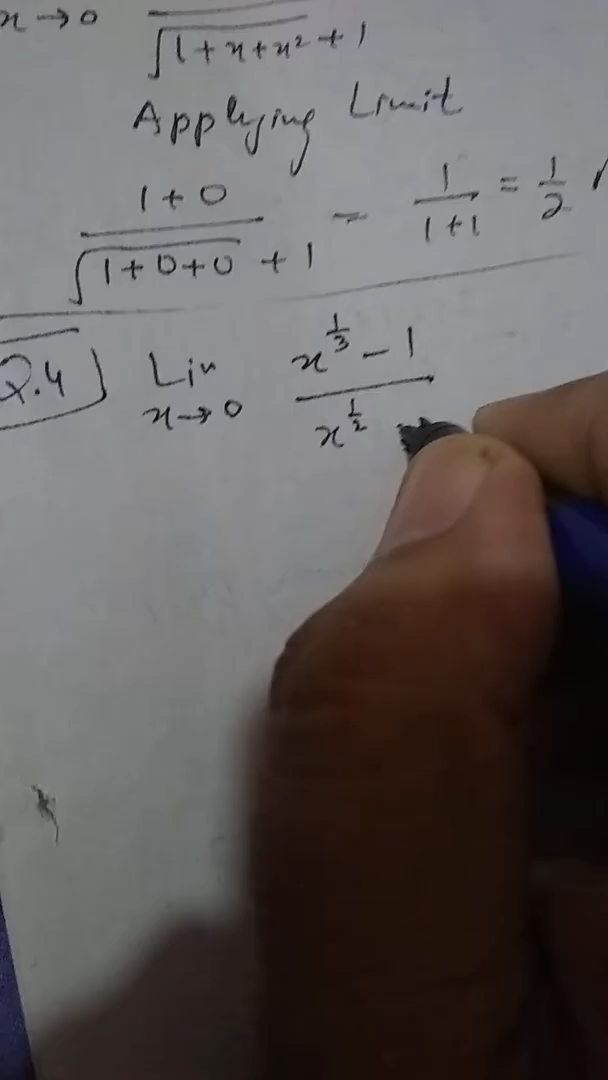 x→0 √1+x+x² + 1
Applying Limit
1+0 / √1+0+0 + 1 = 1 / 1+1 = 1/2
Q.4) Lim x→0 x^1/3 - 1 / x^1/2